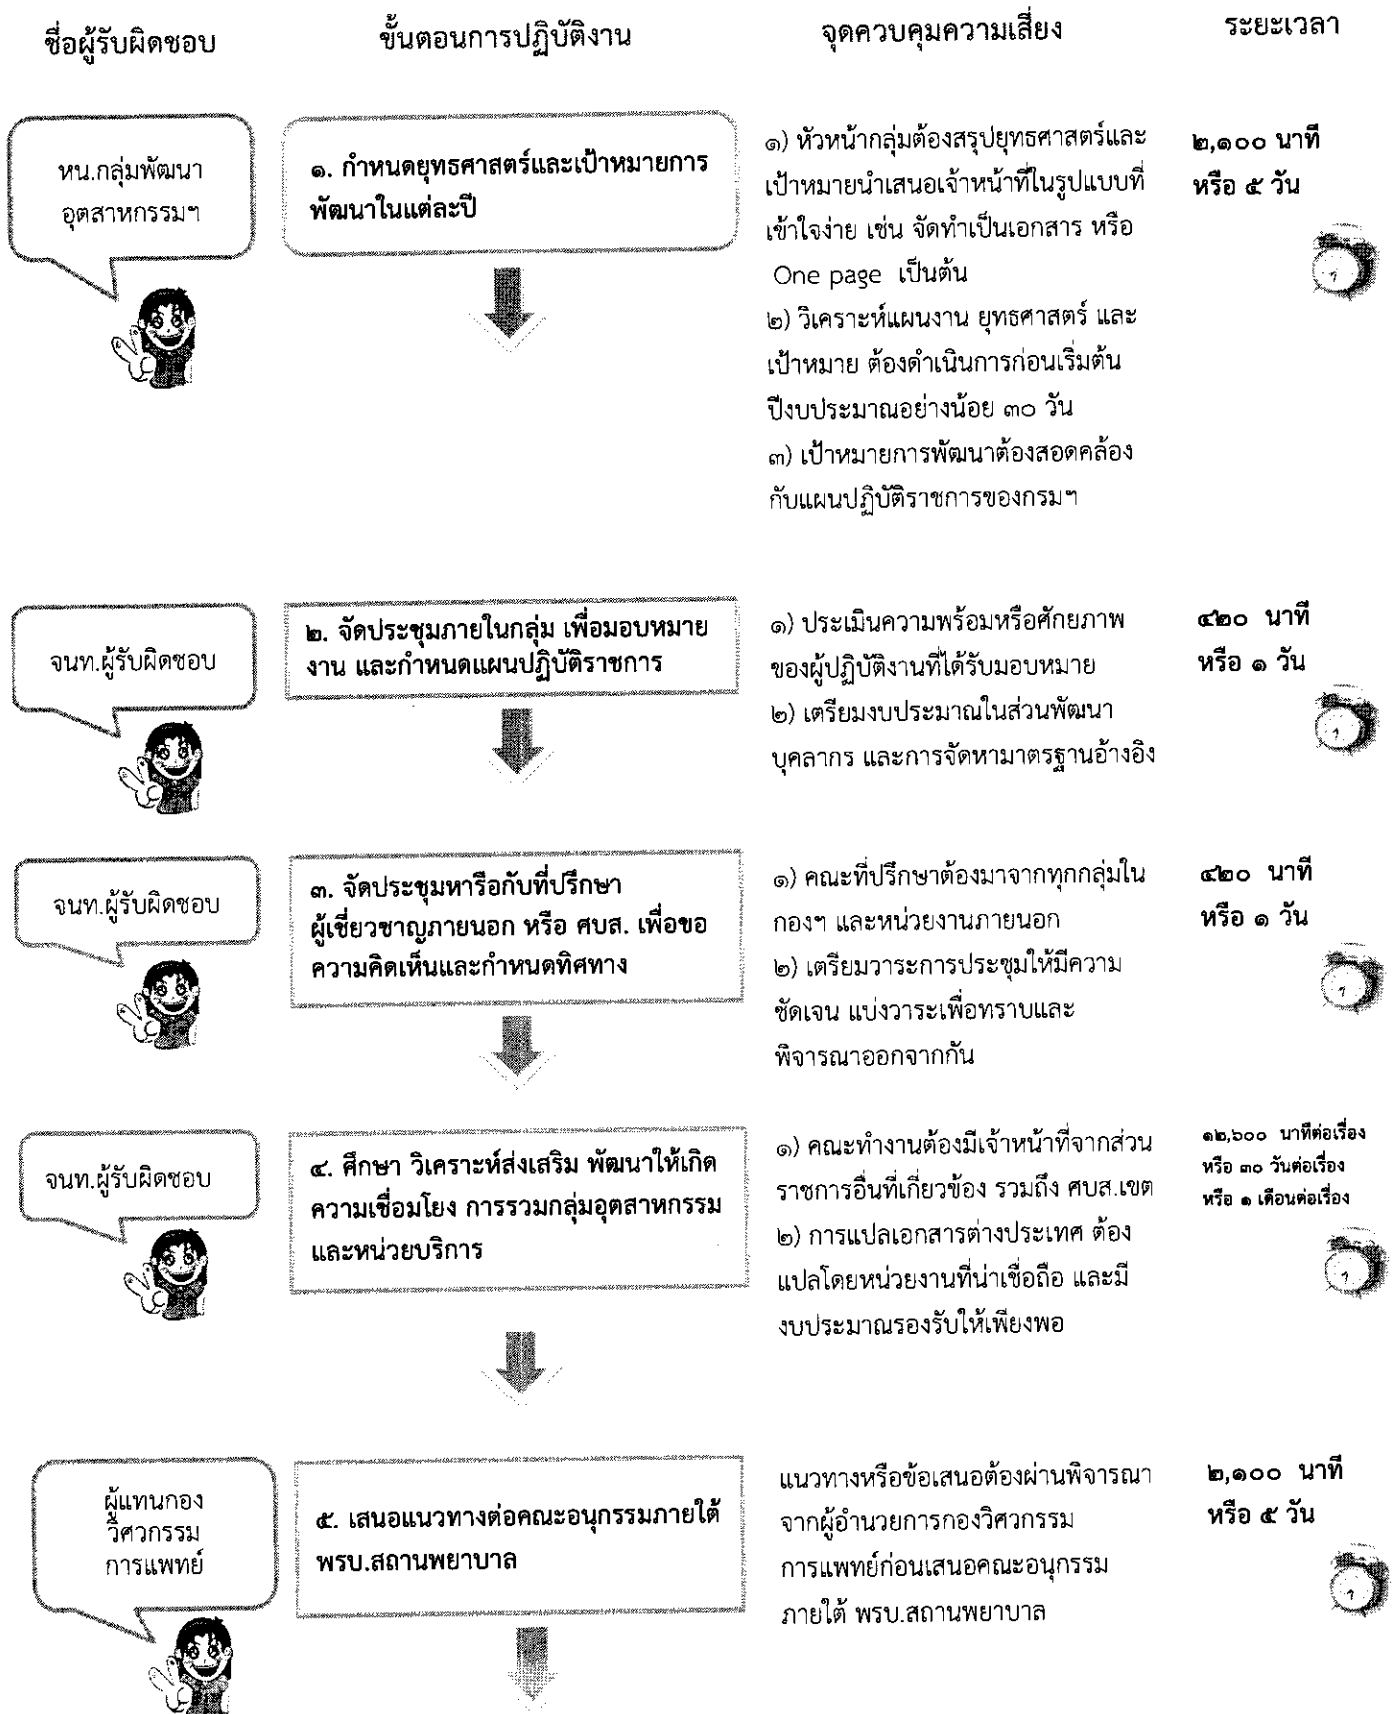 ชื่อผู้รับผิดชอบ
ขั้นตอนการปฏิบัติงาน
จุดควบคุมความเสี่ยง
ระยะเวลา
หน.กลุ่มพัฒนา
อุตสาหกรรมฯ
๑. กำหนดยุทธศาสตร์และเป้าหมายการ
พัฒนาในแต่ละปี
๑) หัวหน้ากลุ่มต้องสรุปยุทธศาสตร์และ
เป้าหมายนำเสนอเจ้าหน้าที่ในรูปแบบที่
เข้าใจง่าย เช่น จัดทำเป็นเอกสาร หรือ
One page เป็นต้น
๒) วิเคราะห์แผนงาน ยุทธศาสตร์ และ
เป้าหมาย ต้องดำเนินการก่อนเริ่มต้น
ปีงบประมาณอย่างน้อย ๓๐ วัน
๓) เป้าหมายการพัฒนาต้องสอดคล้อง
กับแผนปฏิบัติราชการของกรมฯ
๒,๑๐๐ นาที
หรือ ๕ วัน
จนท.ผู้รับผิดชอบ
๒. จัดประชุมภายในกลุ่ม เพื่อมอบหมาย
งาน และกำหนดแผนปฏิบัติราชการ
๑) ประเมินความพร้อมหรือศักยภาพ
ของผู้ปฏิบัติงานที่ได้รับมอบหมาย
๒) เตรียมงบประมาณในส่วนพัฒนา
บุคลากร และการจัดหามาตรฐานอ้างอิง
๔๒๐ นาที
หรือ ๑ วัน
จนท.ผู้รับผิดชอบ
๓. จัดประชุมหารือกับที่ปรึกษา
ผู้เชี่ยวชาญภายนอก หรือ ศบส. เพื่อขอ
ความคิดเห็นและกำหนดทิศทาง
๑) คณะที่ปรึกษาต้องมาจากทุกกลุ่มใน
กองฯ และหน่วยงานภายนอก
๒) เตรียมวาระการประชุมให้มีความ
ชัดเจน แบ่งวาระเพื่อทราบและ
พิจารณาออกจากกัน
๔๒๐ นาที
หรือ ๑ วัน
จนท.ผู้รับผิดชอบ
๔. ศึกษา วิเคราะห์ส่งเสริม พัฒนาให้เกิด
ความเชื่อมโยง การรวมกลุ่มอุตสาหกรรม
และหน่วยบริการ
๑) คณะทำงานต้องมีเจ้าหน้าที่จากส่วน
ราชการอื่นที่เกี่ยวข้อง รวมถึง ศบส.เขต
๒) การแปลเอกสารต่างประเทศ ต้อง
แปลโดยหน่วยงานที่น่าเชื่อถือ และมี
งบประมาณรองรับให้เพียงพอ
๑๒,๖๐๐ นาทีต่อเรื่อง
หรือ ๓๐ วันต่อเรื่อง
หรือ ๑ เดือนต่อเรื่อง
ผู้แทนกอง
วิศวกรรม
การแพทย์
๕. เสนอแนวทางต่อคณะอนุกรรมภายใต้
พรบ.สถานพยาบาล
แนวทางหรือข้อเสนอต้องผ่านพิจารณา
จากผู้อำนวยการกองวิศวกรรม
การแพทย์ก่อนเสนอคณะอนุกรรม
ภายใต้ พรบ.สถานพยาบาล
๒,๑๐๐ นาที
หรือ ๕ วัน